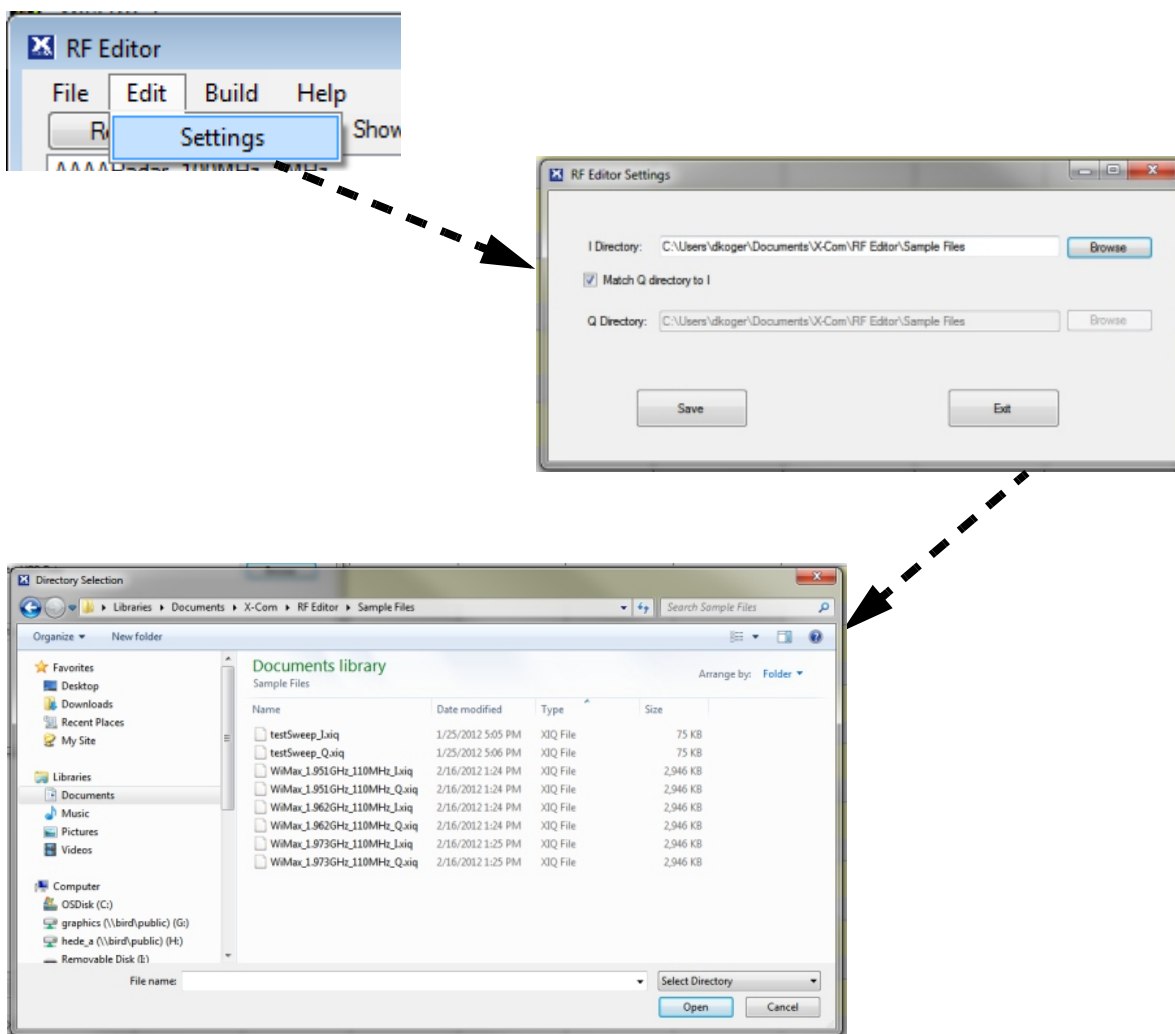 RF Editor
File Edit Build Help
Settings
Show
RF Editor Settings
I Directory: C:\Users\dkoger\Documents\X-Com\RF Editor\Sample Files Browse
Match Q directory to I
Q Directory: C:\Users\dkoger\Documents\X-Com\RF Editor\Sample Files Browse
Save Exit
Directory Selection
Libraries Documents X-Com RF Editor Sample Files Search Sample Files
Organize New folder
Favorites
Desktop
Downloads
Recent Places
My Site
Libraries
Documents
Music
Pictures
Videos
Computer
OSDisk (C:)
graphics (\\bird\public) (G:)
hede_a (\\bird\public) (H:)
Removable Disk (I:)
Documents library
Sample Files
Arrange by: Folder
Name Date modified Type Size
testSweep_I.xiq 1/25/2012 5:05 PM XIQ File 75 KB
testSweep_Q.xiq 1/25/2012 5:06 PM XIQ File 75 KB
WiMax_1.951GHz_110MHz_I.xiq 2/16/2012 1:24 PM XIQ File 2,946 KB
WiMax_1.951GHz_110MHz_Q.xiq 2/16/2012 1:24 PM XIQ File 2,946 KB
WiMax_1.962GHz_110MHz_I.xiq 2/16/2012 1:24 PM XIQ File 2,946 KB
WiMax_1.962GHz_110MHz_Q.xiq 2/16/2012 1:24 PM XIQ File 2,946 KB
WiMax_1.973GHz_110MHz_I.xiq 2/16/2012 1:25 PM XIQ File 2,946 KB
WiMax_1.973GHz_110MHz_Q.xiq 2/16/2012 1:25 PM XIQ File 2,946 KB
File name: Select Directory
Open Cancel